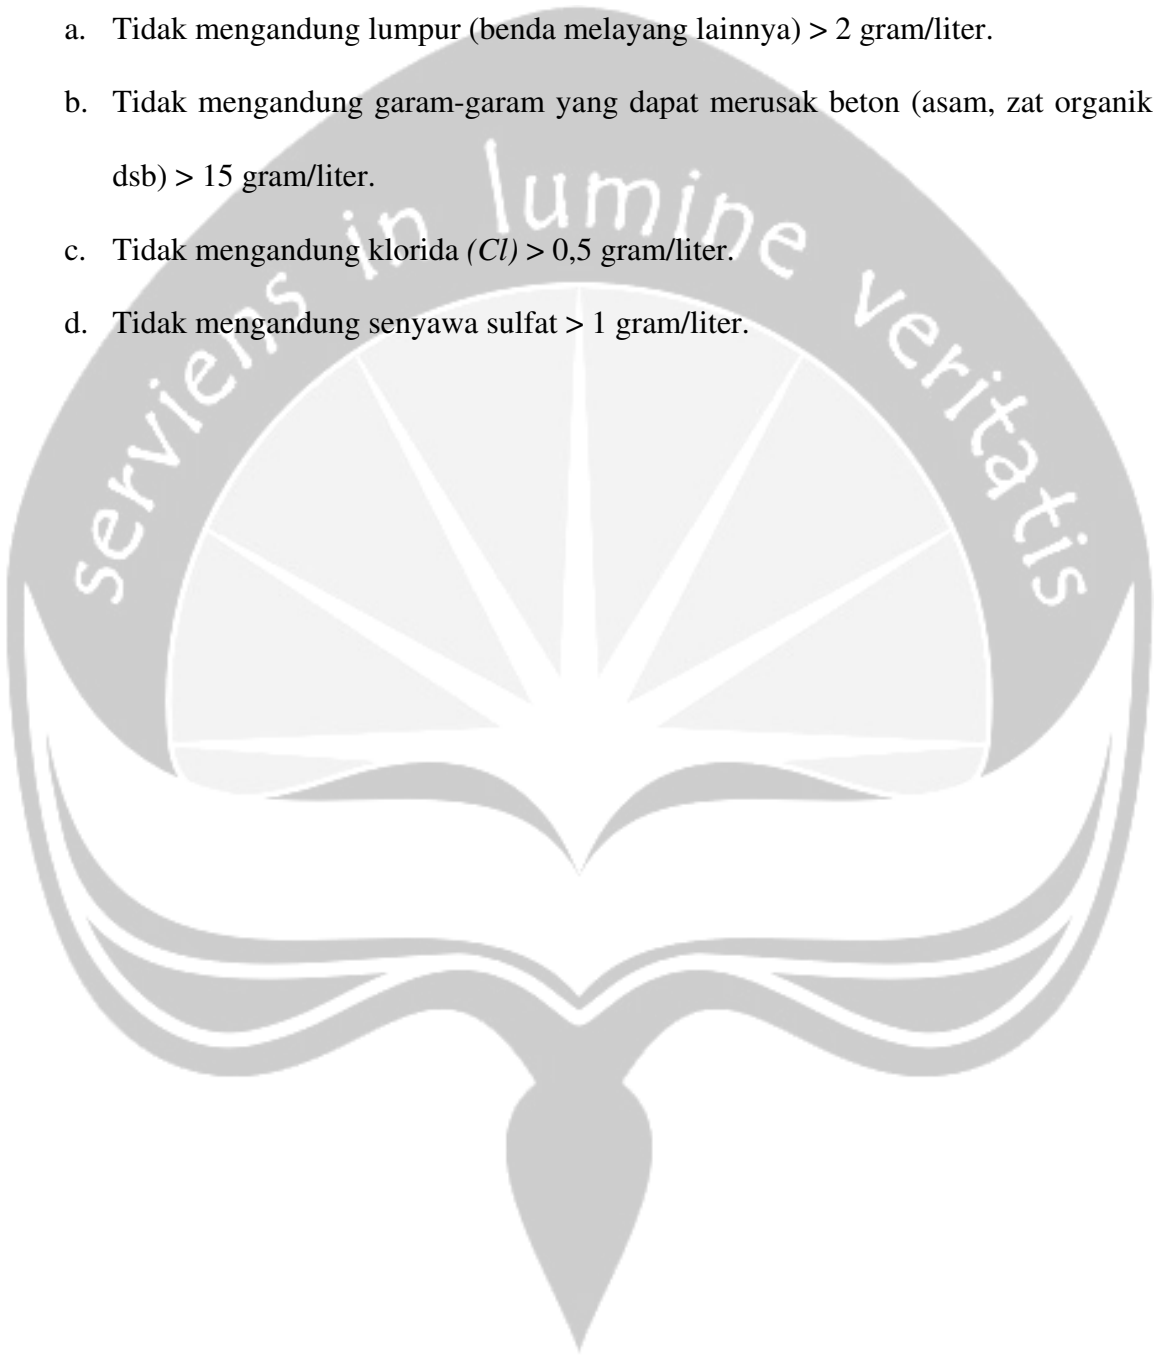 a. Tidak mengandung lumpur (benda melayang lainnya) > 2 gram/liter.
b. Tidak mengandung garam-garam yang dapat merusak beton (asam, zat organik
dsb) > 15 gram/liter.
c. Tidak mengandung klorida (Cl) > 0,5 gram/liter.
d. Tidak mengandung senyawa sulfat > 1 gram/liter.
serviens in lumine veritatis